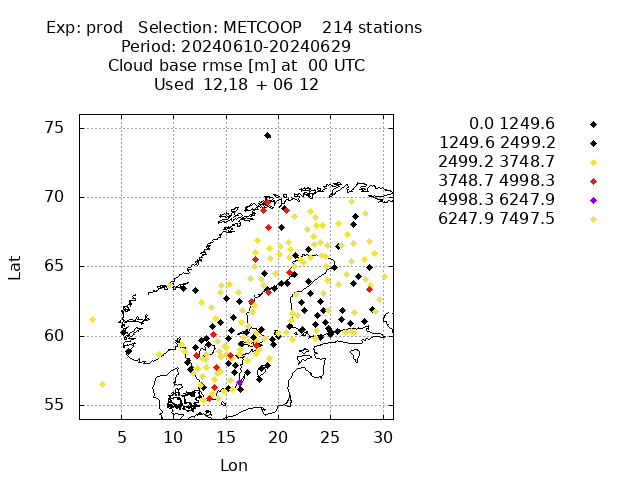 Exp: prod   Selection: METCOOP    214 stations
Period: 20240610-20240629
Cloud base rmse [m] at  00 UTC
Used  12,18 + 06 12
0.0 1249.6
1249.6 2499.2
2499.2 3748.7
3748.7 4998.3
4998.3 6247.9
6247.9 7497.5
75
70
65
60
55
Lat
5 10 15 20 25 30
Lon